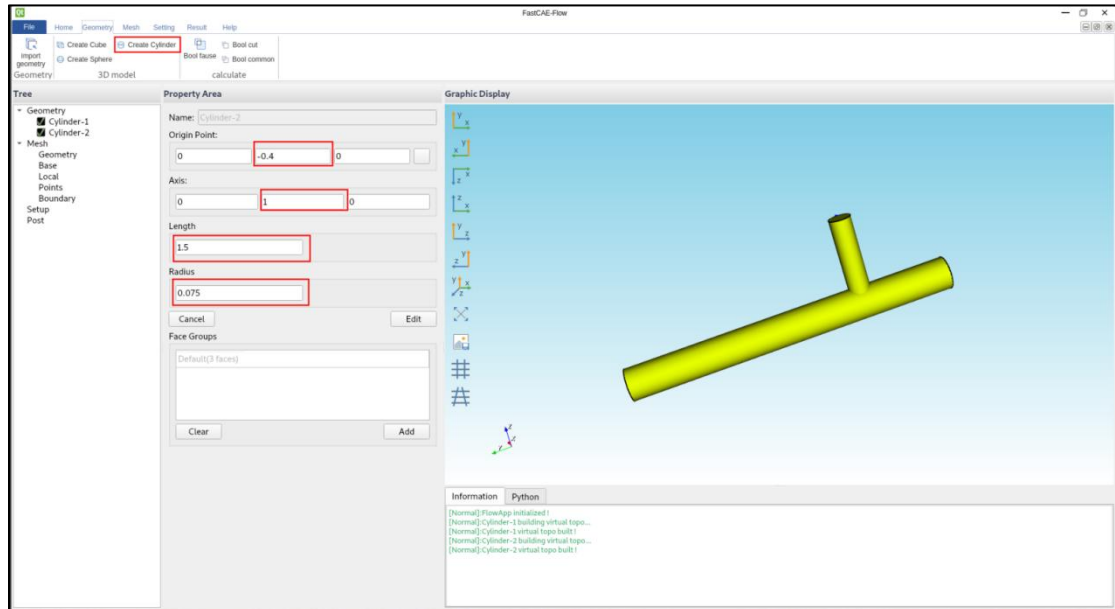 FastCAE-Flow
File Home Geometry Mesh Setting Result Help
import geometry
Create Cube
Create Cylinder
Create Sphere
Bool fause
Bool cut
Bool common
Geometry 3D model calculate
Tree
Geometry
Cylinder-1
Cylinder-2
Mesh
Geometry
Base
Local
Points
Boundary
Setup
Post
Property Area
Name: Cylinder-2
Origin Point:
0 -0.4 0
Axis:
0 1 0
Length
1.5
Radius
0.075
Cancel Edit
Face Groups
Default(3 faces)
Clear Add
Graphic Display
Y x
x Y
z x
z x
Y z
z Y
Y x z
Information Python
[Normal]:FlowApp initialized !
[Normal]:Cylinder-1 building virtual topo...
[Normal]:Cylinder-1 virtual topo built !
[Normal]:Cylinder-2 building virtual topo...
[Normal]:Cylinder-2 virtual topo built !